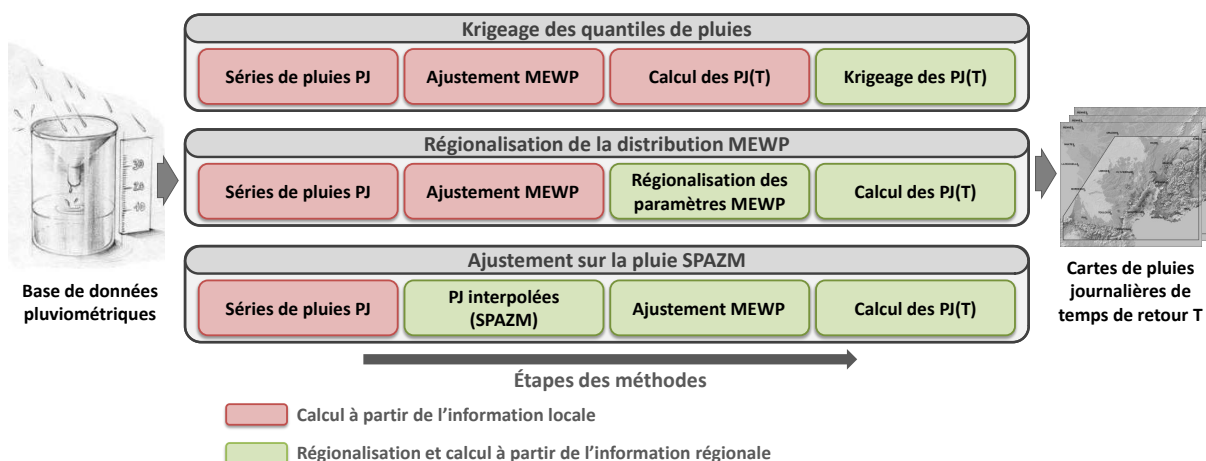 Krigeage des quantiles de pluies
Séries de pluies PJ
Ajustement MEWP
Calcul des PJ(T)
Krigeage des PJ(T)
Régionalisation de la distribution MEWP
Séries de pluies PJ
Ajustement MEWP
Régionalisation des
paramètres MEWP
Calcul des PJ(T)
Ajustement sur la pluie SPAZM
Séries de pluies PJ
PJ interpolées
(SPAZM)
Ajustement MEWP
Calcul des PJ(T)
Base de données
pluviométriques
Cartes de pluies
journalières de
temps de retour T
Étapes des méthodes
Calcul à partir de l’information locale
Régionalisation et calcul à partir de l’information régionale